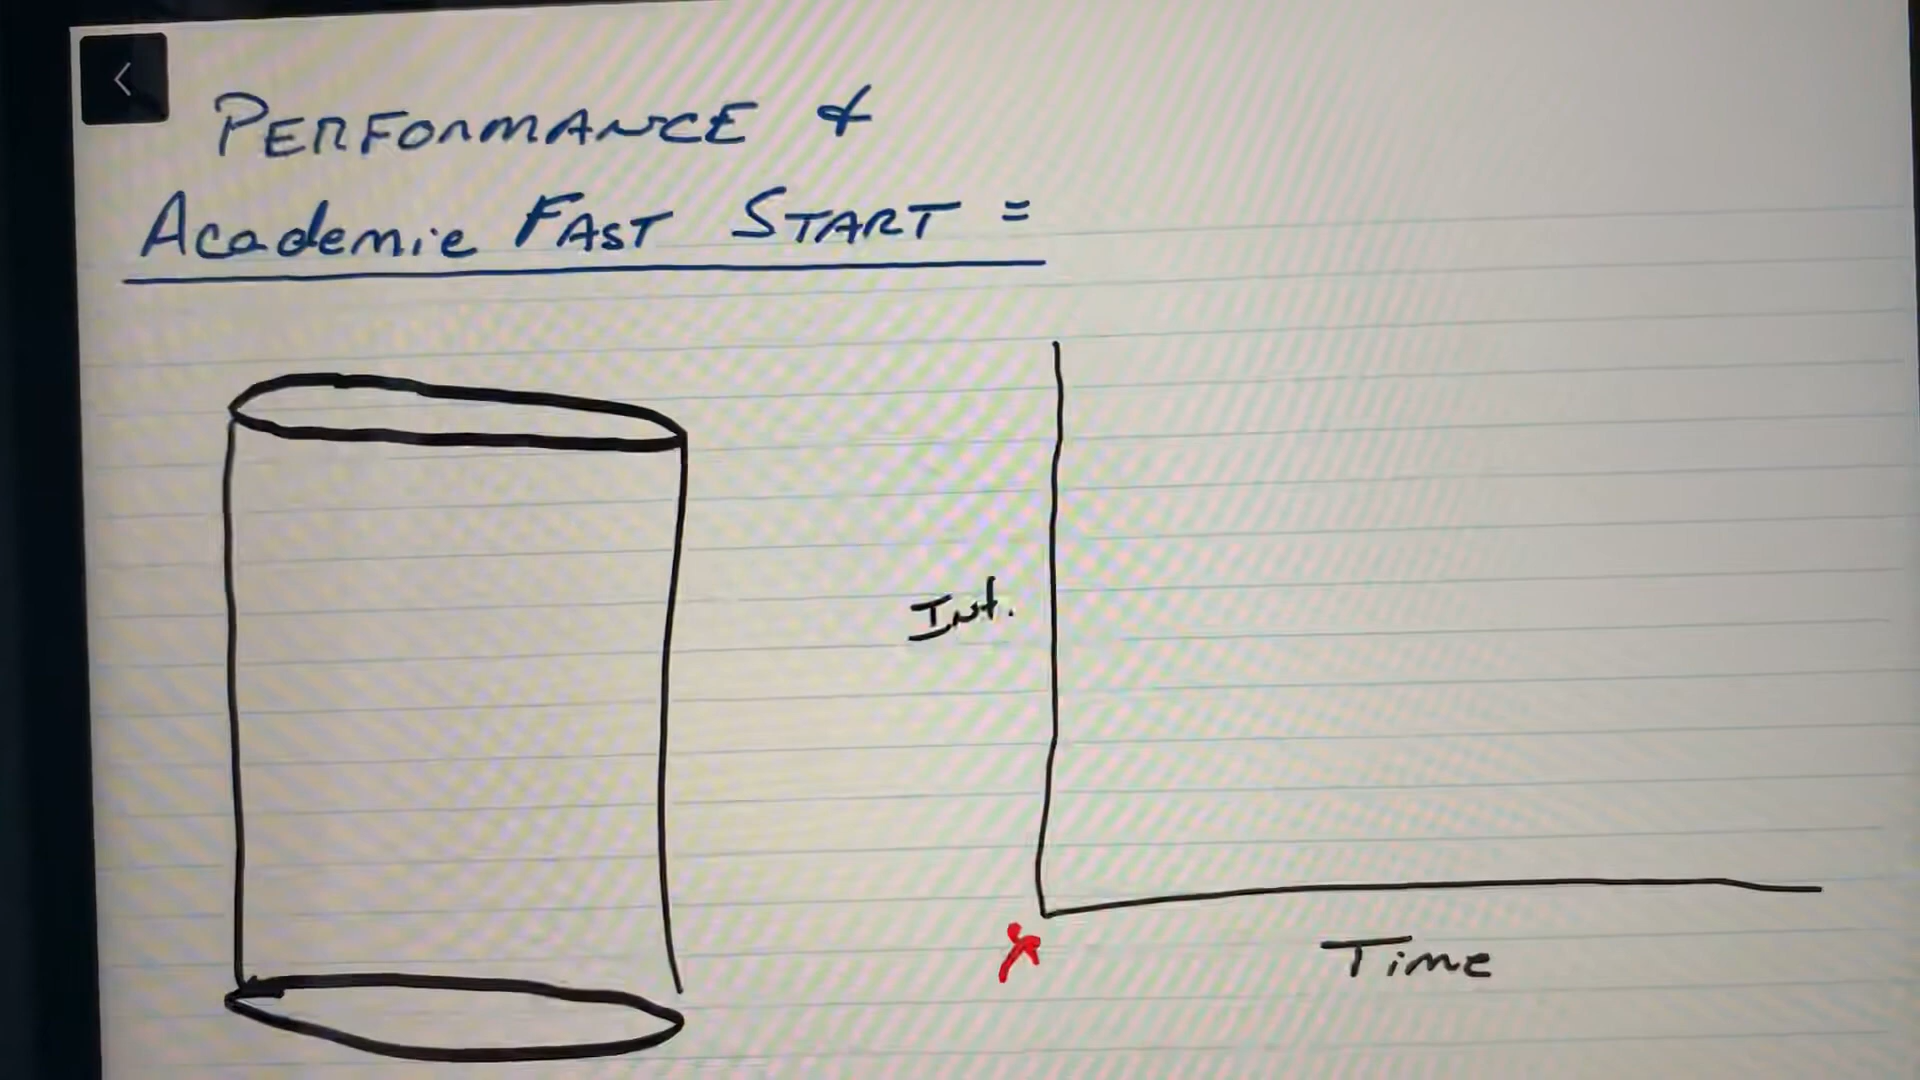 PERFORMANCE &
Academic FAST START =
Int.
Time